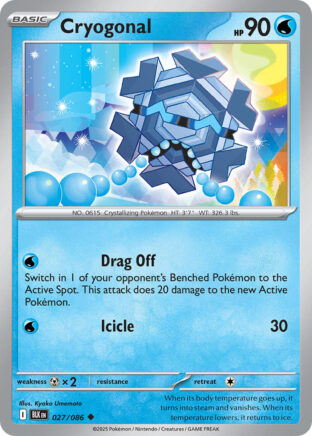 BASIC
Cryogonal
HP 90
NO. 0615 Crystallizing Pokémon HT: 3'7" WT: 326.3 lbs.
Drag Off
Switch in 1 of your opponent's Benched Pokémon to the
Active Spot. This attack does 20 damage to the new Active
Pokémon.
Icicle 30
weakness ×2 resistance retreat
Illus. Kyoko Umemoto
I BLK EN 027/086
When its body temperature goes up, it
turns into steam and vanishes. When its
temperature lowers, it returns to ice.
©2025 Pokémon / Nintendo / Creatures / GAME FREAK